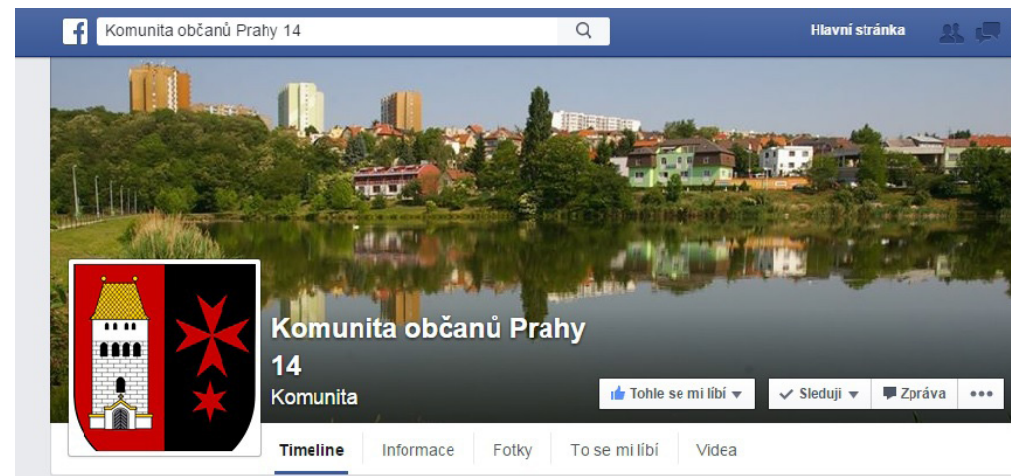 Komunita občanů Prahy 14
Hlavní stránka
Komunita občanů Prahy
14
Komunita
Tohle se mi líbí
Sleduji
Zpráva
Timeline
Informace
Fotky
To se mi líbí
Videa